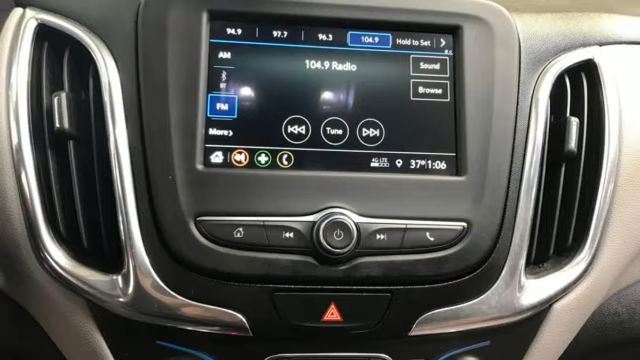 94.9 97.7 96.3 104.9 Hold to Set
AM
104.9 Radio
Sound
Browse
FM
Tune
More
4G LTE
37° 1:06